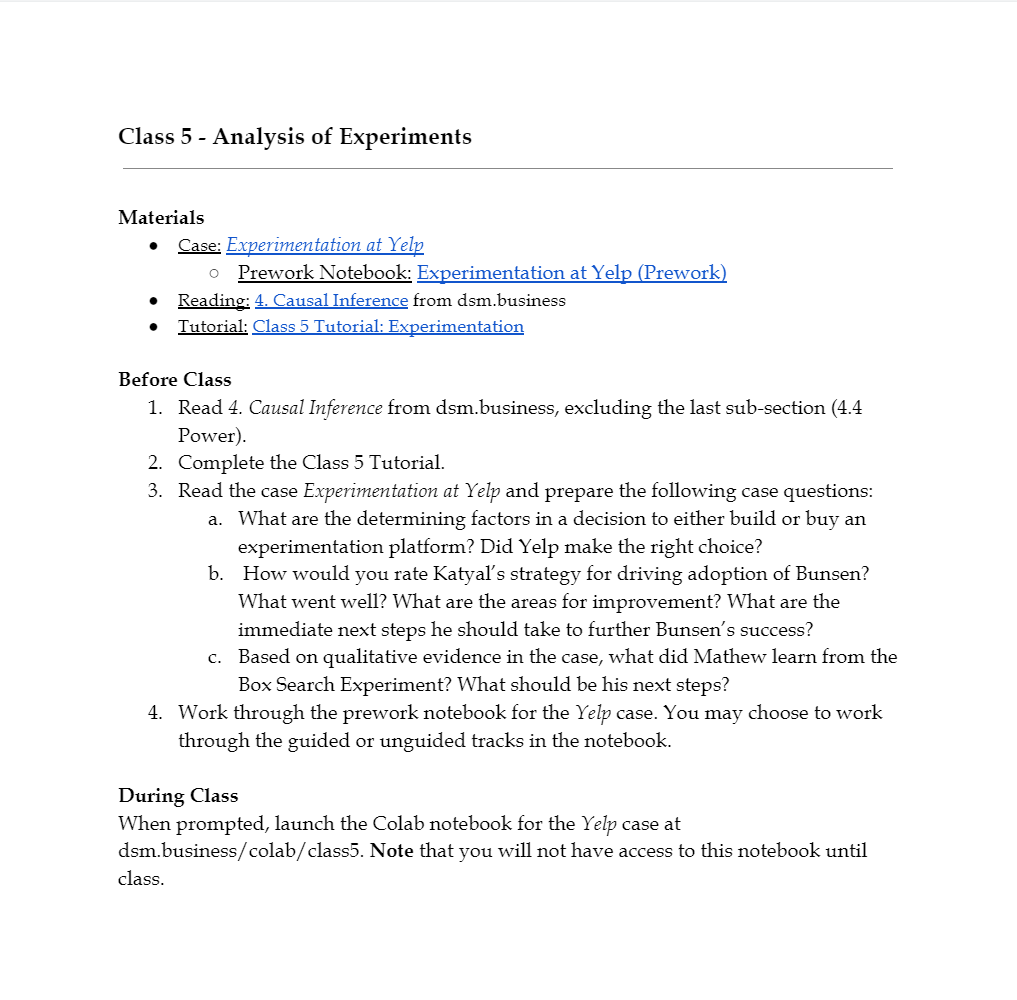 Class 5 - Analysis of Experiments
Materials
● Case: Experimentation at Yelp
○ Prework Notebook: Experimentation at Yelp (Prework)
● Reading: 4. Causal Inference from dsm.business
● Tutorial: Class 5 Tutorial: Experimentation
Before Class
1. Read 4. Causal Inference from dsm.business, excluding the last sub-section (4.4
Power).
2. Complete the Class 5 Tutorial.
3. Read the case Experimentation at Yelp and prepare the following case questions:
a. What are the determining factors in a decision to either build or buy an
experimentation platform? Did Yelp make the right choice?
b. How would you rate Katyal's strategy for driving adoption of Bunsen?
What went well? What are the areas for improvement? What are the
immediate next steps he should take to further Bunsen's success?
c. Based on qualitative evidence in the case, what did Mathew learn from the
Box Search Experiment? What should be his next steps?
4. Work through the prework notebook for the Yelp case. You may choose to work
through the guided or unguided tracks in the notebook.
During Class
When prompted, launch the Colab notebook for the Yelp case at
dsm.business/colab/class5. Note that you will not have access to this notebook until
class.